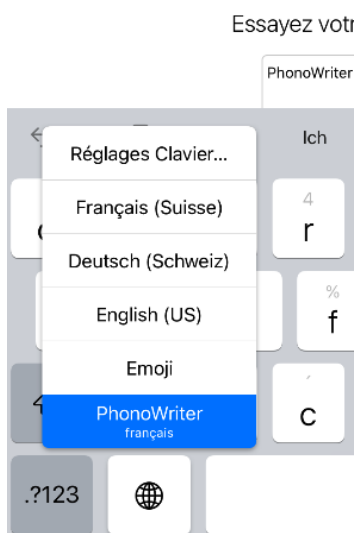 Essayez votr
PhonoWriter
Ich
Réglages Clavier...
4
r
Français (Suisse)
Deutsch (Schweiz)
%
f
English (US)
Emoji
´
c
PhonoWriter
français
.?123